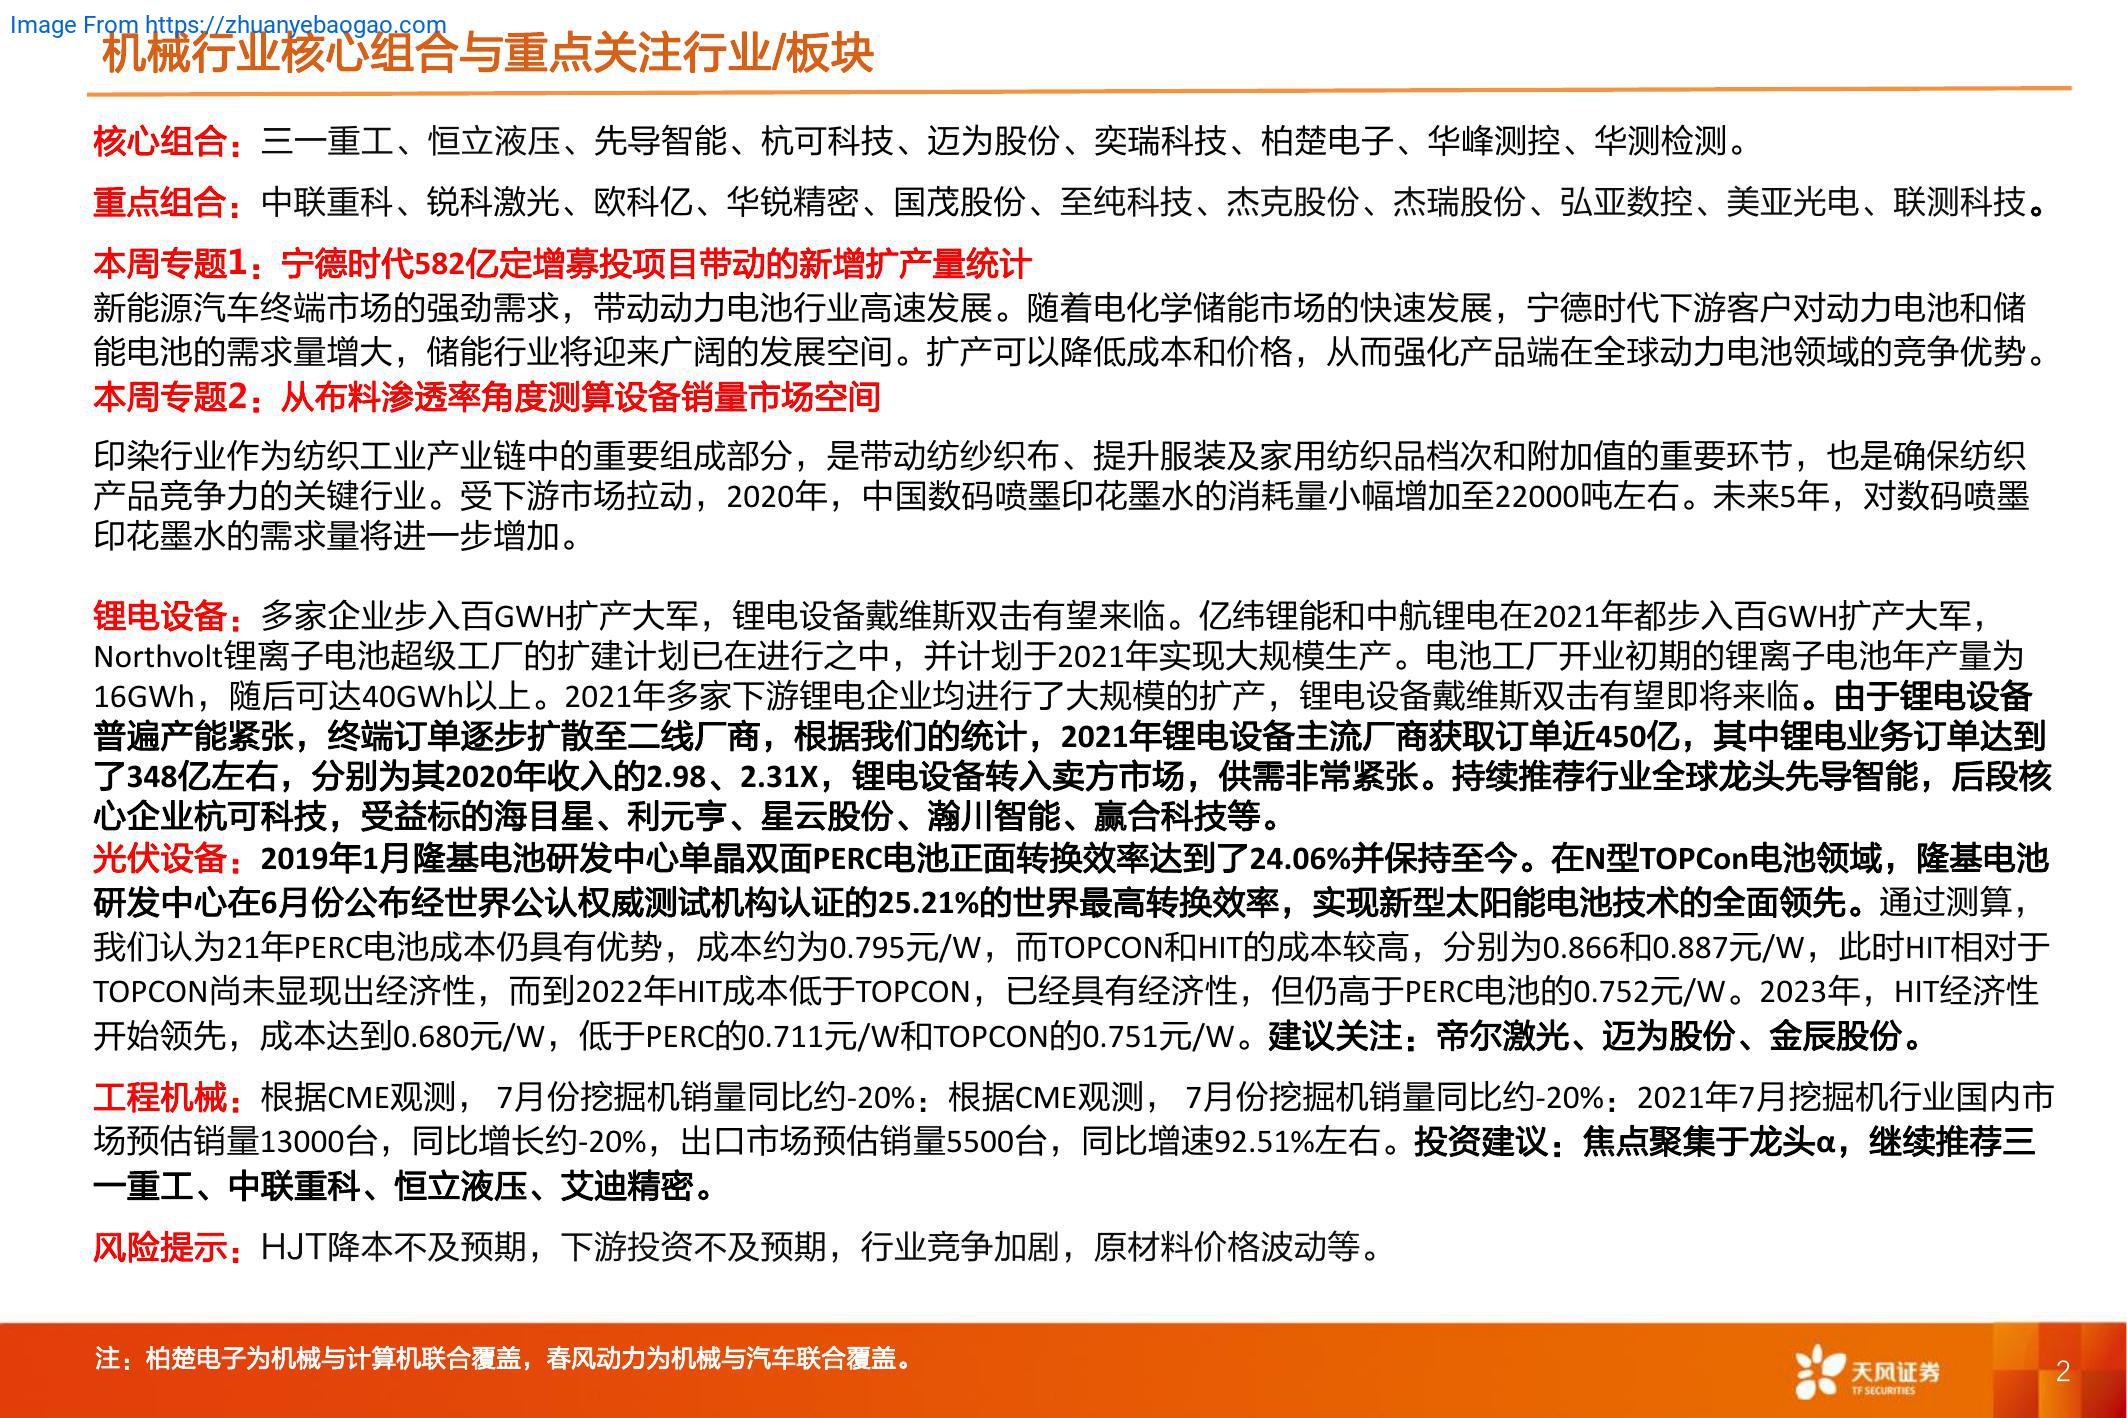 Image From https://zhuanyebaogao.com
机械行业核心组合与重点关注行业/板块
核心组合：三一重工、恒立液压、先导智能、杭可科技、迈为股份、奕瑞科技、柏楚电子、华峰测控、华测检测。
重点组合：中联重科、锐科激光、欧科亿、华锐精密、国茂股份、至纯科技、杰克股份、杰瑞股份、弘亚数控、美亚光电、联测科技。
本周专题1：宁德时代582亿定增募投项目带动的新增扩产量统计
新能源汽车终端市场的强劲需求，带动动力电池行业高速发展。随着电化学储能市场的快速发展，宁德时代下游客户对动力电池和储
能电池的需求量增大，储能行业将迎来广阔的发展空间。扩产可以降低成本和价格，从而强化产品端在全球动力电池领域的竞争优势。
本周专题2：从布料渗透率角度测算设备销量市场空间
印染行业作为纺织工业产业链中的重要组成部分，是带动纺纱织布、提升服装及家用纺织品档次和附加值的重要环节，也是确保纺织
产品竞争力的关键行业。受下游市场拉动，2020年，中国数码喷墨印花墨水的消耗量小幅增加至22000吨左右。未来5年，对数码喷墨
印花墨水的需求量将进一步增加。
锂电设备：多家企业步入百GWH扩产大军，锂电设备戴维斯双击有望来临。亿纬锂能和中航锂电在2021年都步入百GWH扩产大军，
Northvolt锂离子电池超级工厂的扩建计划已在进行之中，并计划于2021年实现大规模生产。电池工厂开业初期的锂离子电池年产量为
16GWh，随后可达40GWh以上。2021年多家下游锂电企业均进行了大规模的扩产，锂电设备戴维斯双击有望即将来临。由于锂电设备
普遍产能紧张，终端订单逐步扩散至二线厂商，根据我们的统计，2021年锂电设备主流厂商获取订单近450亿，其中锂电业务订单达到
了348亿左右，分别为其2020年收入的2.98、2.31X，锂电设备转入卖方市场，供需非常紧张。持续推荐行业全球龙头先导智能，后段核
心企业杭可科技，受益标的海目星、利元亨、星云股份、瀚川智能、赢合科技等。
光伏设备：2019年1月隆基电池研发中心单晶双面PERC电池正面转换效率达到了24.06%并保持至今。在N型TOPCon电池领域，隆基电池
研发中心在6月份公布经世界公认权威测试机构认证的25.21%的世界最高转换效率，实现新型太阳能电池技术的全面领先。通过测算，
我们认为21年PERC电池成本仍具有优势，成本约为0.795元/W，而TOPCON和HIT的成本较高，分别为0.866和0.887元/W，此时HIT相对于
TOPCON尚未显现出经济性，而到2022年HIT成本低于TOPCON，已经具有经济性，但仍高于PERC电池的0.752元/W。2023年，HIT经济性
开始领先，成本达到0.680元/W，低于PERC的0.711元/W和TOPCON的0.751元/W。建议关注：帝尔激光、迈为股份、金辰股份。
工程机械：根据CME观测， 7月份挖掘机销量同比约-20%：根据CME观测， 7月份挖掘机销量同比约-20%：2021年7月挖掘机行业国内市
场预估销量13000台，同比增长约-20%，出口市场预估销量5500台，同比增速92.51%左右。投资建议：焦点聚集于龙头α，继续推荐三
一重工、中联重科、恒立液压、艾迪精密。
风险提示：HJT降本不及预期，下游投资不及预期，行业竞争加剧，原材料价格波动等。
注：柏楚电子为机械与计算机联合覆盖，春风动力为机械与汽车联合覆盖。
天风证券
TF SECURITIES
2